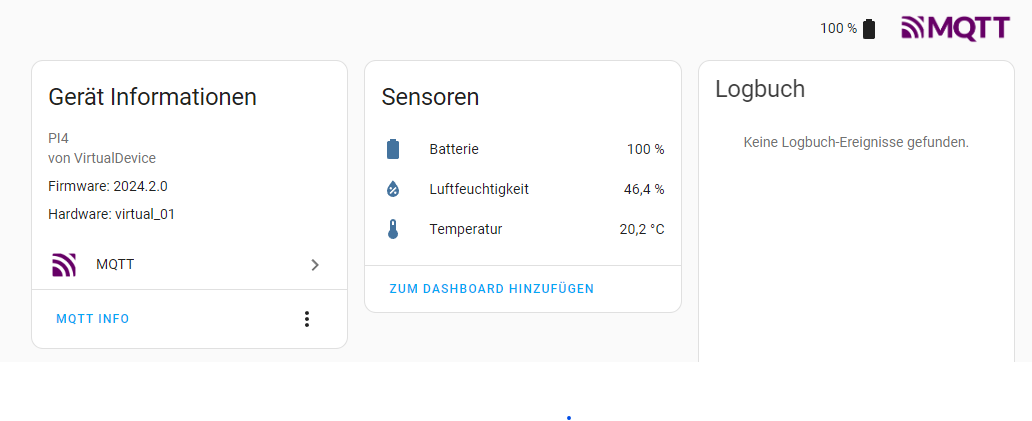 100 %
MQTT
Gerät Informationen
PI4
von VirtualDevice
Firmware: 2024.2.0
Hardware: virtual_01
MQTT
MQTT INFO
Sensoren
Batterie 100 %
Luftfeuchtigkeit 46,4 %
Temperatur 20,2 °C
ZUM DASHBOARD HINZUFÜGEN
Logbuch
Keine Logbuch-Ereignisse gefunden.